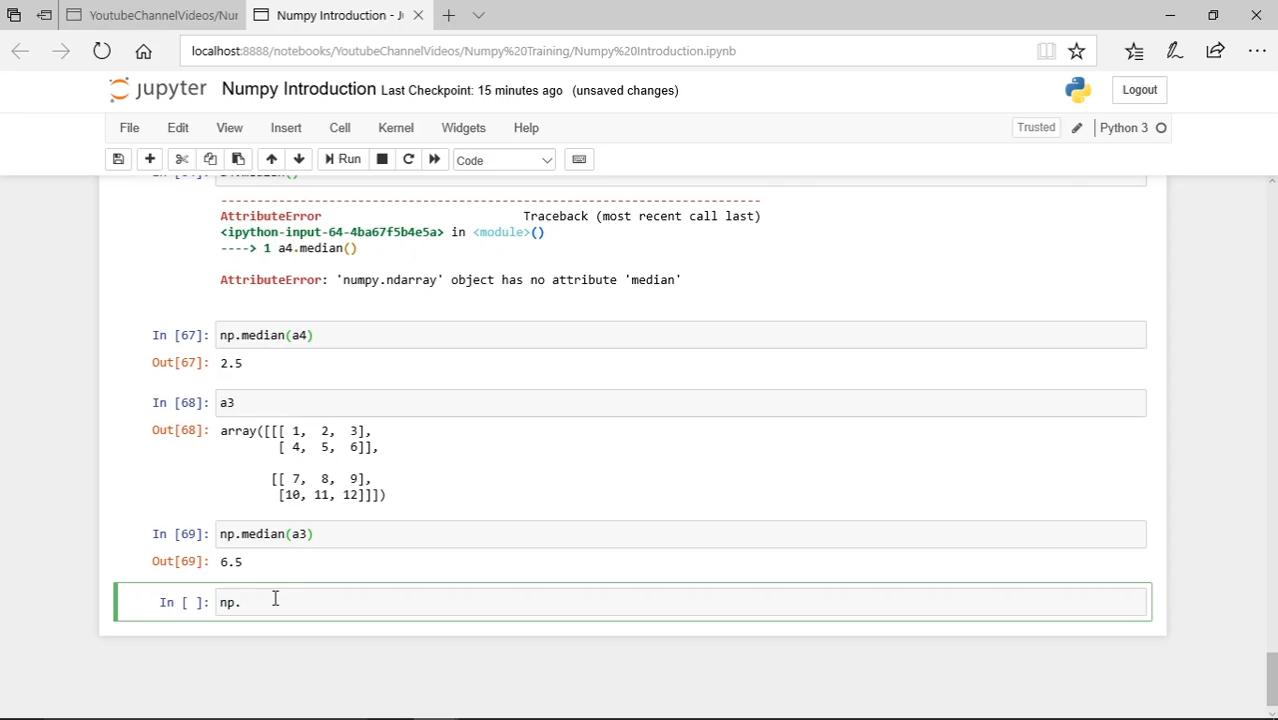 YoutubeChannelVideos/Nur
Numpy Introduction - Ju
localhost:8888/notebooks/YoutubeChannelVideos/Numpy%20Training/Numpy%20Introduction.ipynb
jupyter Numpy Introduction Last Checkpoint: 15 minutes ago (unsaved changes)
Logout
File Edit View Insert Cell Kernel Widgets Help
Trusted Python 3
Run Code
---------------------------------------------------------------------------
AttributeError Traceback (most recent call last)
<ipython-input-64-4ba67f5b4e5a> in <module>()
----> 1 a4.median()
AttributeError: 'numpy.ndarray' object has no attribute 'median'
In [67]: np.median(a4)
Out[67]: 2.5
In [68]: a3
Out[68]: array([[[ 1, 2, 3],
[ 4, 5, 6]],
[[ 7, 8, 9],
[10, 11, 12]]])
In [69]: np.median(a3)
Out[69]: 6.5
In [ ]: np.